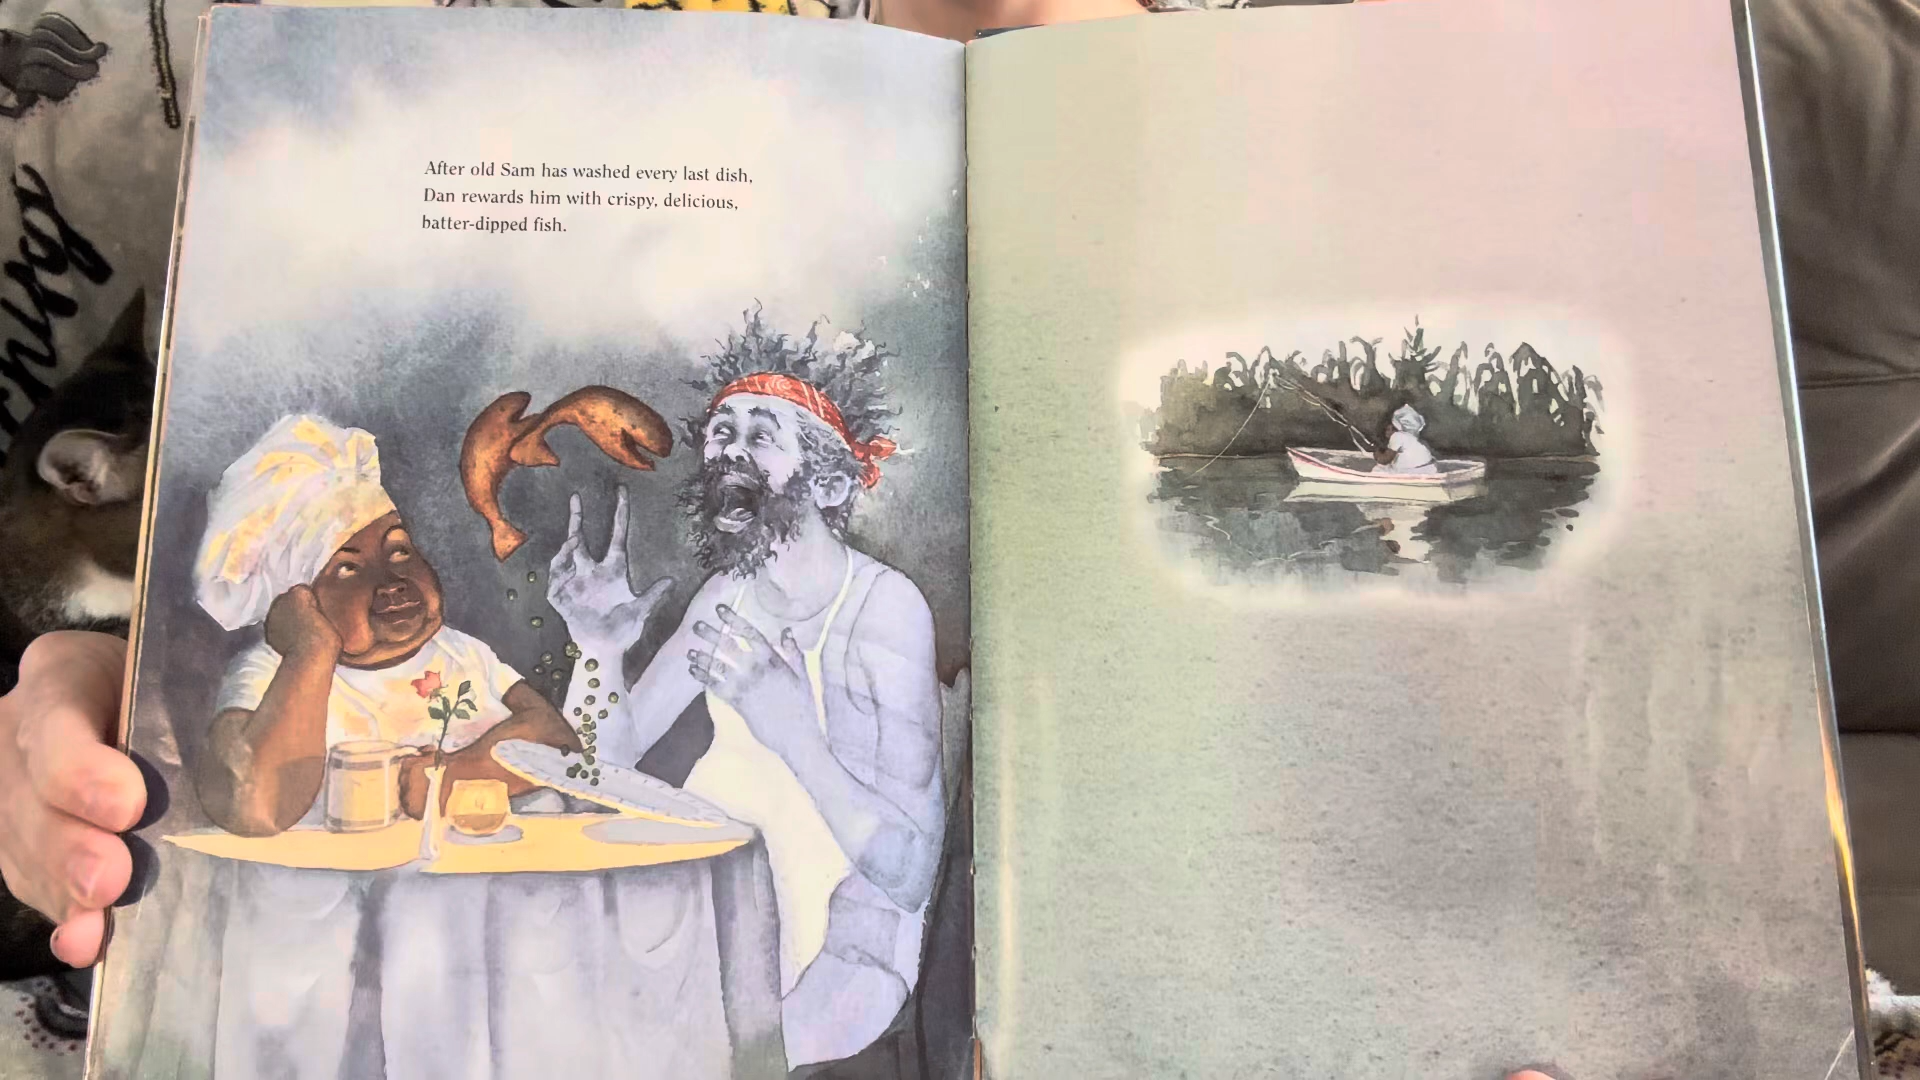 After old Sam has washed every last dish,
Dan rewards him with crispy, delicious,
batter-dipped fish.